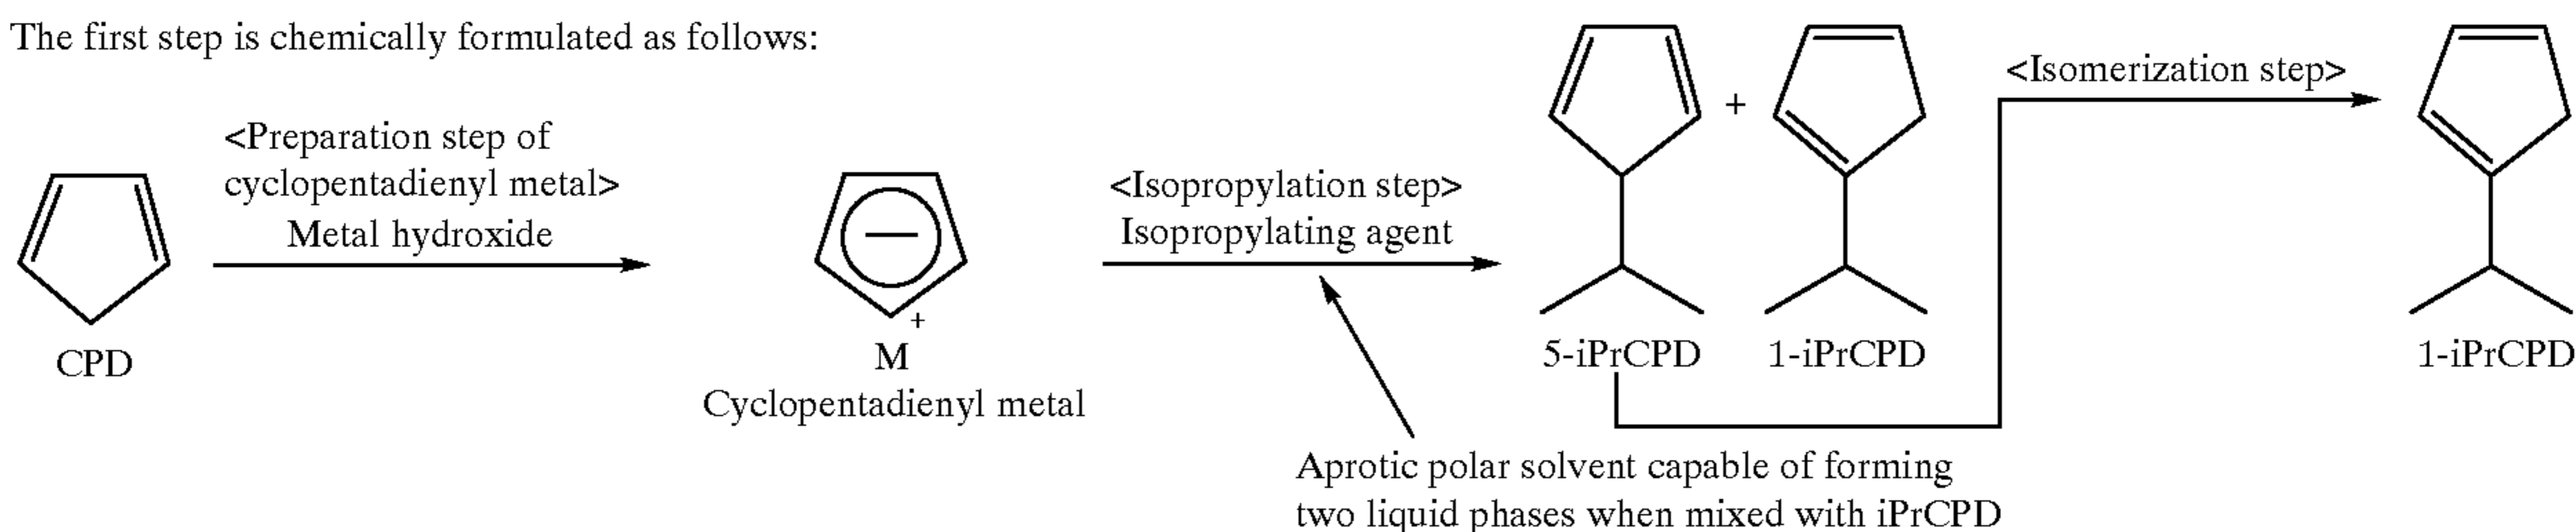 The first step is chemically formulated as follows:
<Preparation step of
cyclopentadienyl metal>
Metal hydroxide
CPD
+
M
Cyclopentadienyl metal
<Isopropylation step>
Isopropylating agent
+
5-iPrCPD
1-iPrCPD
Aprotic polar solvent capable of forming
two liquid phases when mixed with iPrCPD
<Isomerization step>
1-iPrCPD